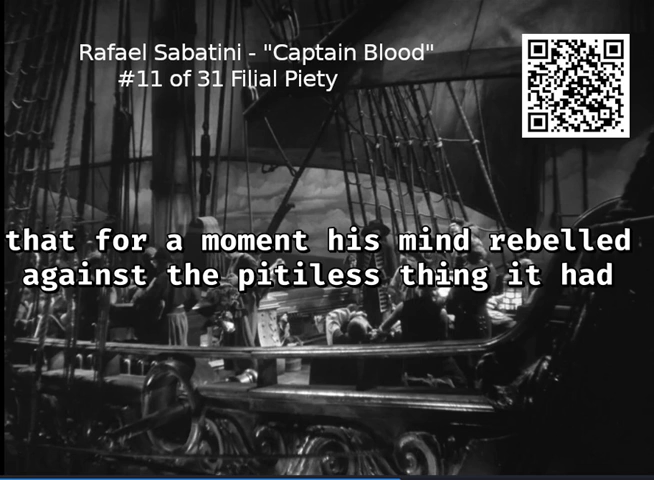 Rafael Sabatini - "Captain Blood"
#11 of 31 Filial Piety
that for a moment his mind rebelled
against the pitiless thing it had